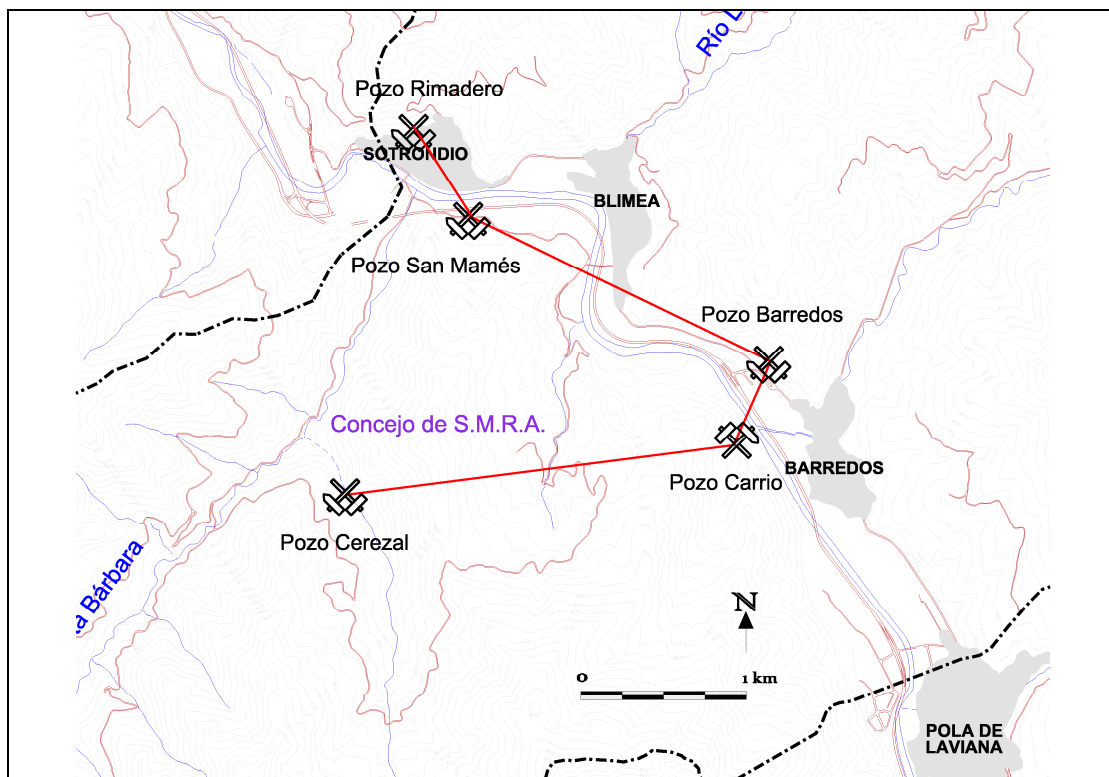 Río L
Pozo Rimadero
SOTRONDIO
BLIMEA
Pozo San Mamés
Pozo Barredos
Concejo de S.M.R.A.
BARREDOS
Pozo Carrio
Pozo Cerezal
ta Bárbara
N
0 1 km
POLA DE
LAVIANA